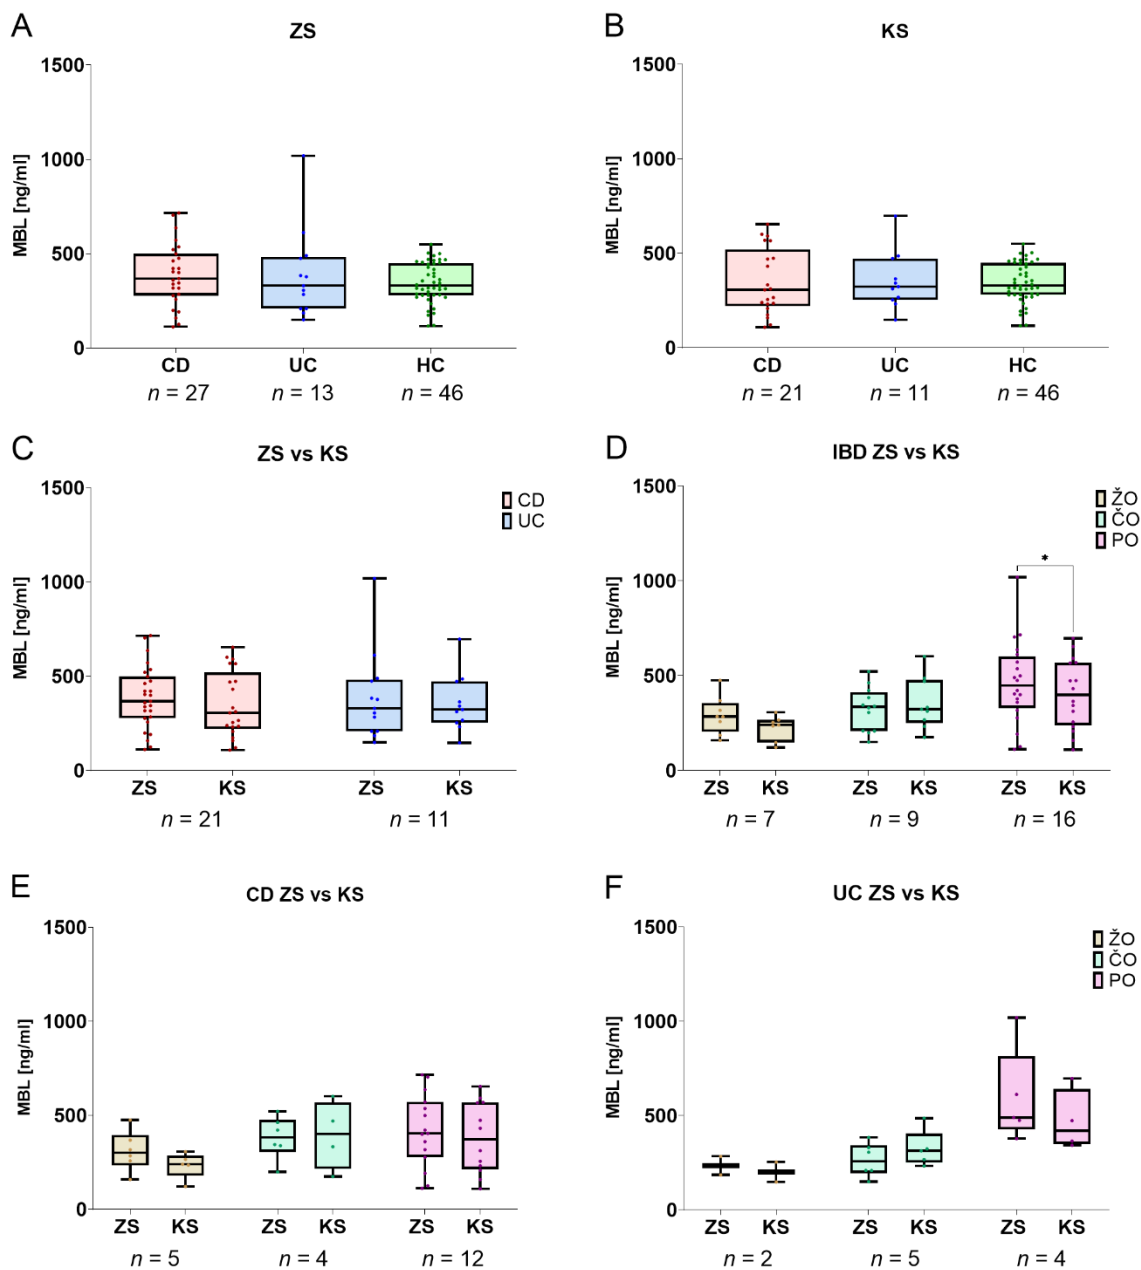 A
ZS
MBL [ng/ml]
1500
1000
500
0
CD UC HC
n = 27 n = 13 n = 46
B
KS
MBL [ng/ml]
1500
1000
500
0
CD UC HC
n = 21 n = 11 n = 46
C
ZS vs KS
CD
UC
MBL [ng/ml]
1500
1000
500
0
ZS KS ZS KS
n = 21 n = 11
D
IBD ZS vs KS
ŽO
ČO
PO
MBL [ng/ml]
1500
1000
500
0
*
ZS KS ZS KS ZS KS
n = 7 n = 9 n = 16
E
CD ZS vs KS
MBL [ng/ml]
1500
1000
500
0
ZS KS ZS KS ZS KS
n = 5 n = 4 n = 12
F
UC ZS vs KS
ŽO
ČO
PO
MBL [ng/ml]
1500
1000
500
0
ZS KS ZS KS ZS KS
n = 2 n = 5 n = 4